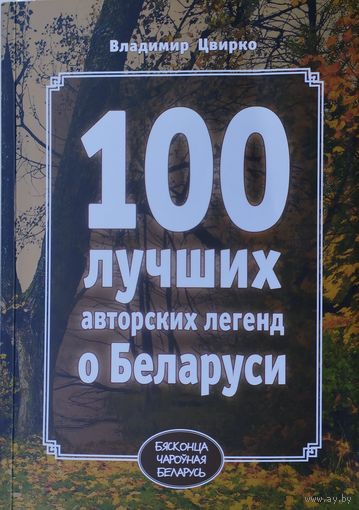 Владимир Цвирко
100
лучших
авторских легенд
о Беларуси
БЯСКОНЦА
ЧАРОЎНАЯ
БЕЛАРУСЬ
www.ay.by